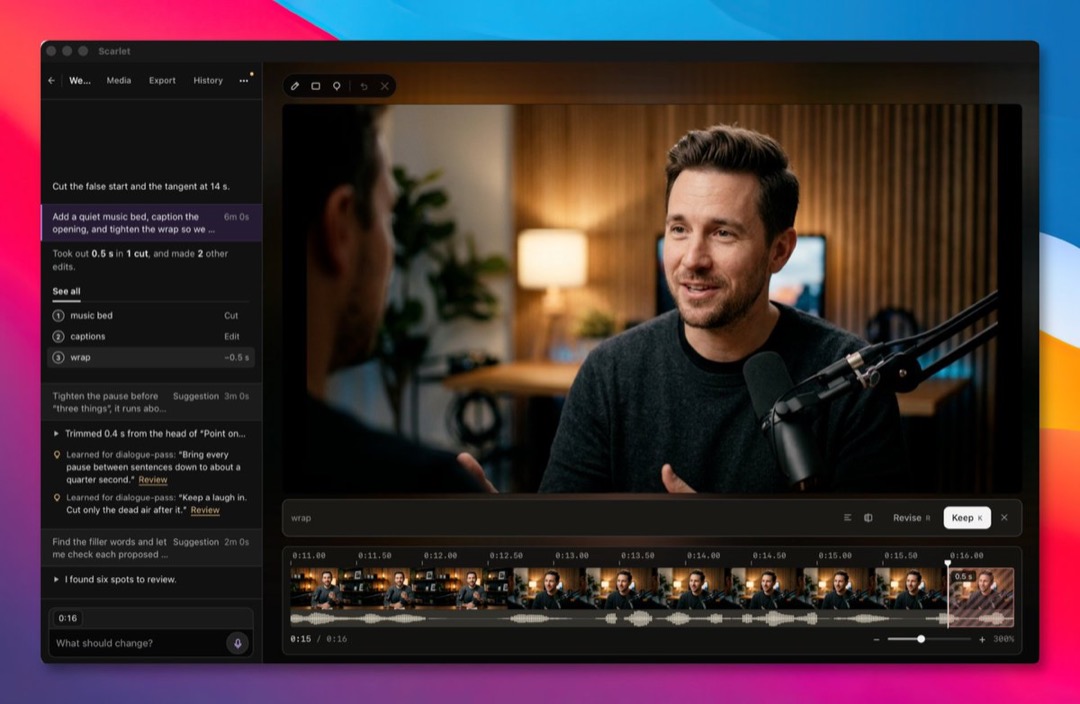 Scarlet
We...
Media
Export
History
Cut the false start and the tangent at 14 s.
Add a quiet music bed, caption the 6m 0s
opening, and tighten the wrap so we ...
Took out 0.5 s in 1 cut, and made 2 other
edits.
See all
1 music bed Cut
2 captions Edit
3 wrap −0.5 s
Tighten the pause before Suggestion 3m 0s
"three things", it runs abo...
Trimmed 0.4 s from the head of "Point on...
Learned for dialogue-pass: "Bring every
pause between sentences down to about a
quarter second." Review
Learned for dialogue-pass: "Keep a laugh in.
Cut only the dead air after it." Review
Find the filler words and let Suggestion 2m 0s
me check each proposed ...
I found six spots to review.
0:16
What should change?
wrap
Revise R
Keep K
0:11.00 0:11.50 0:12.00 0:12.50 0:13.00 0:13.50 0:14.00 0:14.50 0:15.00 0:15.50 0:16.00
0.5 s
0:15 / 0:16
300%